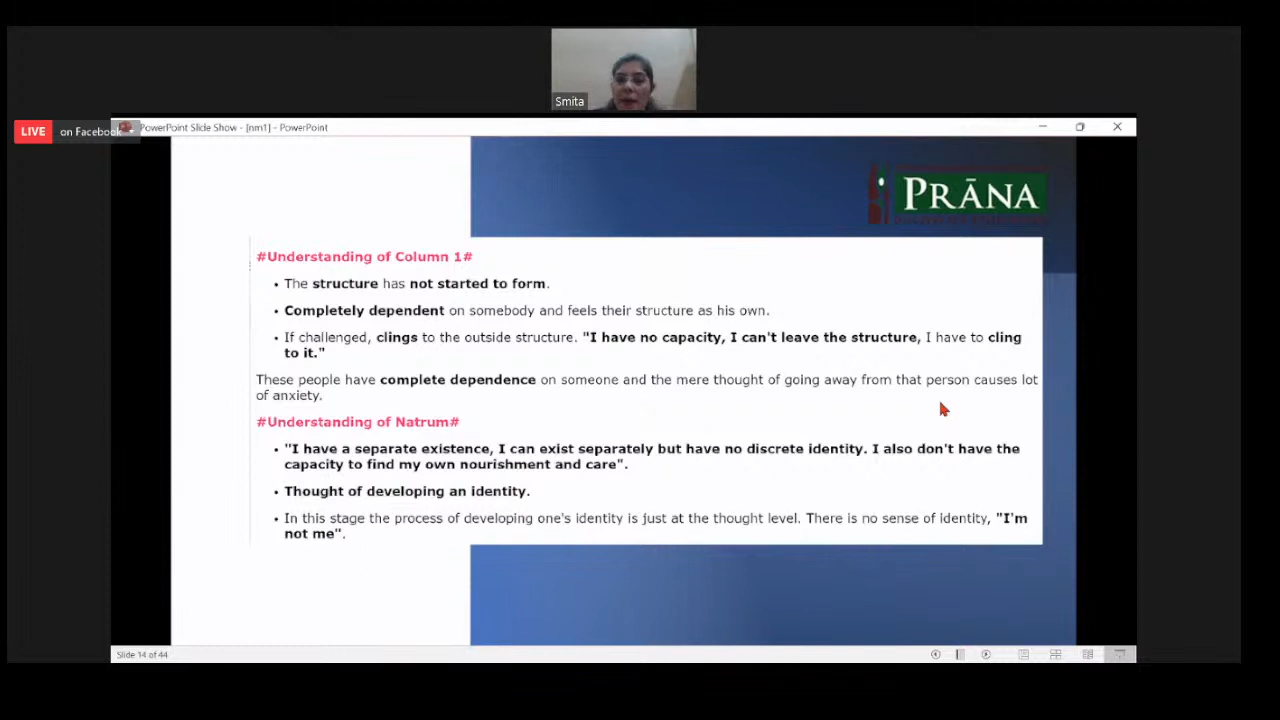 Smita
LIVE on Facebook
PowerPoint Slide Show - [nm1] - PowerPoint
PRĀNA
#Understanding of Column 1#
• The structure has not started to form.
• Completely dependent on somebody and feels their structure as his own.
• If challenged, clings to the outside structure. "I have no capacity, I can't leave the structure, I have to cling
to it."
These people have complete dependence on someone and the mere thought of going away from that person causes lot
of anxiety.
#Understanding of Natrum#
• "I have a separate existence, I can exist separately but have no discrete identity. I also don't have the
capacity to find my own nourishment and care".
• Thought of developing an identity.
• In this stage the process of developing one's identity is just at the thought level. There is no sense of identity, "I'm
not me".
Slide 14 of 44